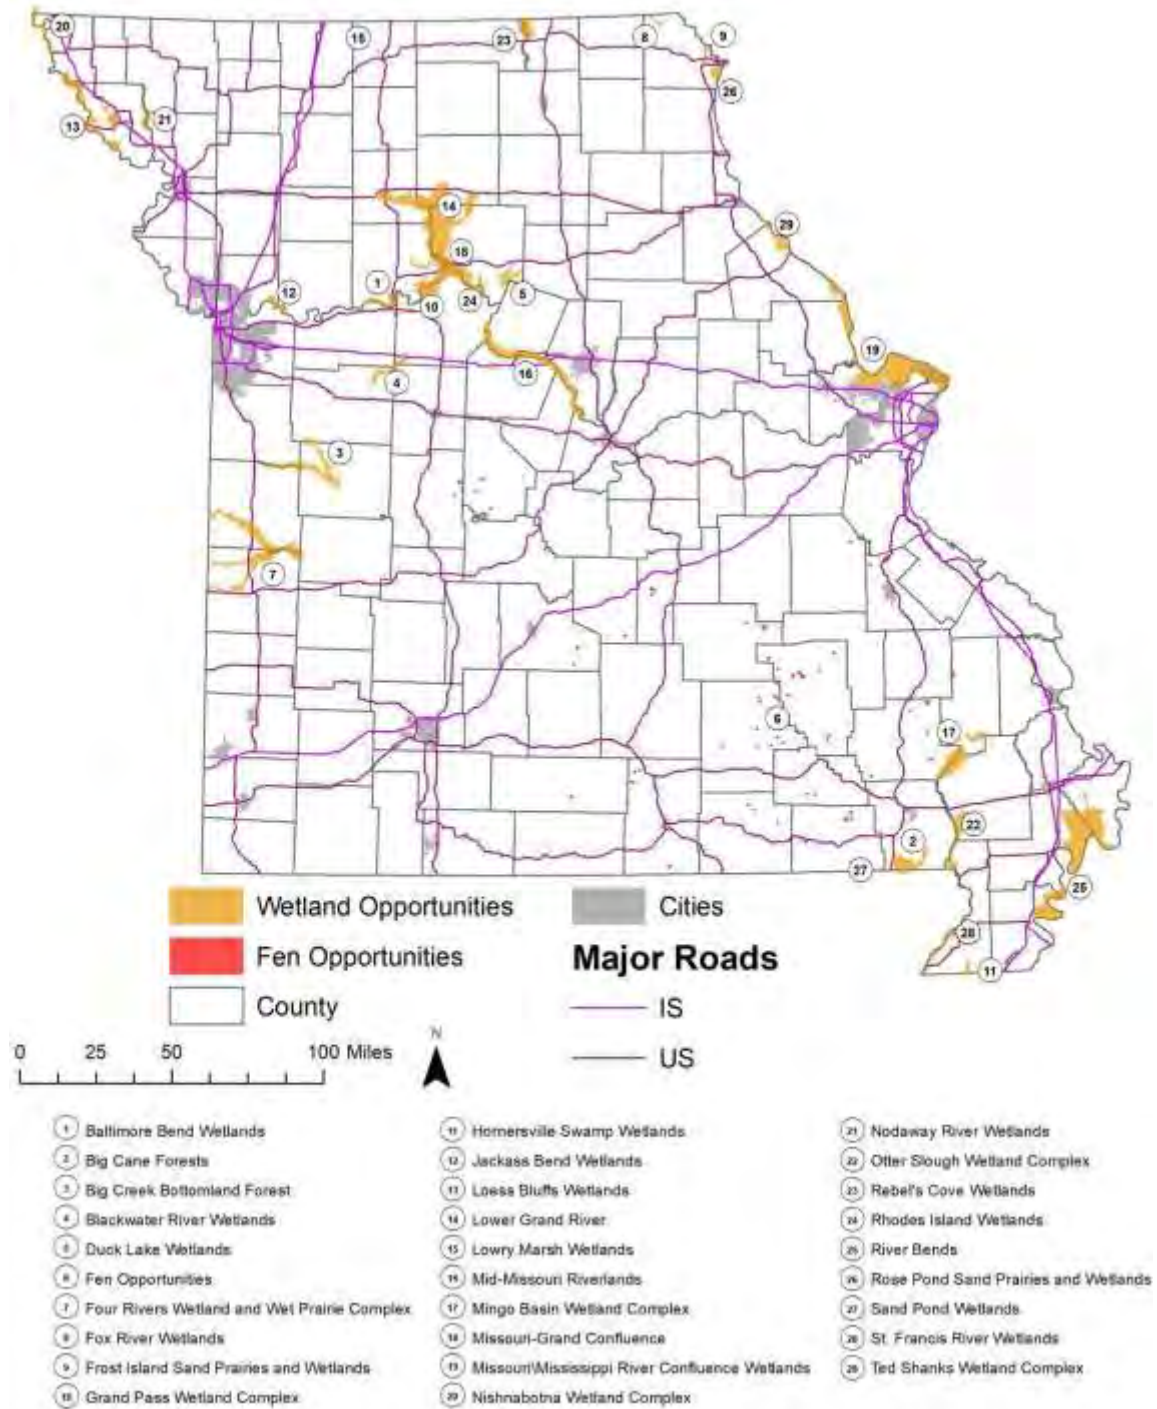 20
15
23
8
9
26
13
21
14
29
18
1
12
5
10
24
19
16
4
3
7
6
17
22
2
27
25
28
11
Wetland Opportunities
Cities
Fen Opportunities
Major Roads
County
IS
US
0 25 50 100 Miles
N
1 Baltimore Bend Wetlands
2 Big Cane Forests
3 Big Creek Bottomland Forest
4 Blackwater River Wetlands
5 Duck Lake Wetlands
6 Fen Opportunities
7 Four Rivers Wetland and Wet Prairie Complex
8 Fox River Wetlands
9 Frost Island Sand Prairies and Wetlands
10 Grand Pass Wetland Complex
11 Hornersville Swamp Wetlands
12 Jackass Bend Wetlands
13 Loess Bluffs Wetlands
14 Lower Grand River
15 Lowry Marsh Wetlands
16 Mid-Missouri Riverlands
17 Mingo Basin Wetland Complex
18 Missouri-Grand Confluence
19 Missouri\Mississippi River Confluence Wetlands
20 Nishnabotna Wetland Complex
21 Nodaway River Wetlands
22 Otter Slough Wetland Complex
23 Rebel's Cove Wetlands
24 Rhodes Island Wetlands
25 River Bends
26 Rose Pond Sand Prairies and Wetlands
27 Sand Pond Wetlands
28 St. Francis River Wetlands
29 Ted Shanks Wetland Complex